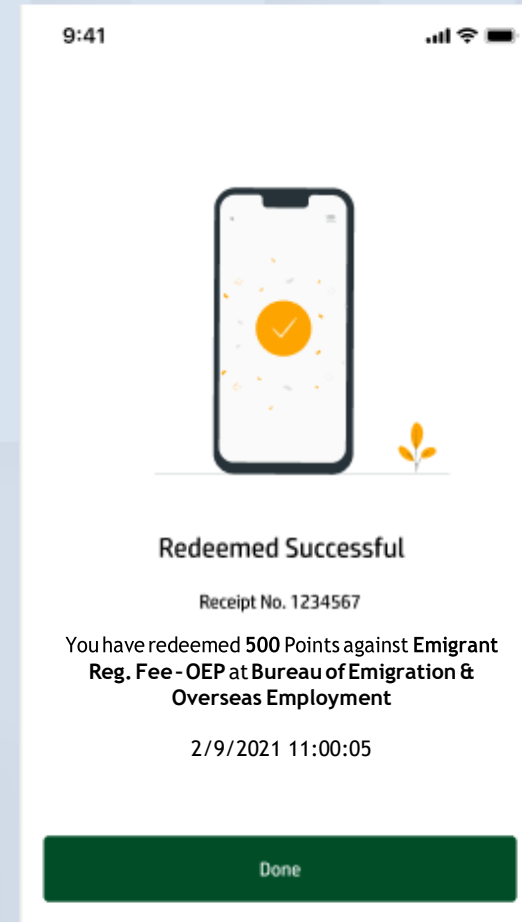 9:41
Redeemed Successful
Receipt No. 1234567
You have redeemed 500 Points against Emigrant
Reg. Fee - OEP at Bureau of Emigration &
Overseas Employment
2/9/2021 11:00:05
Done